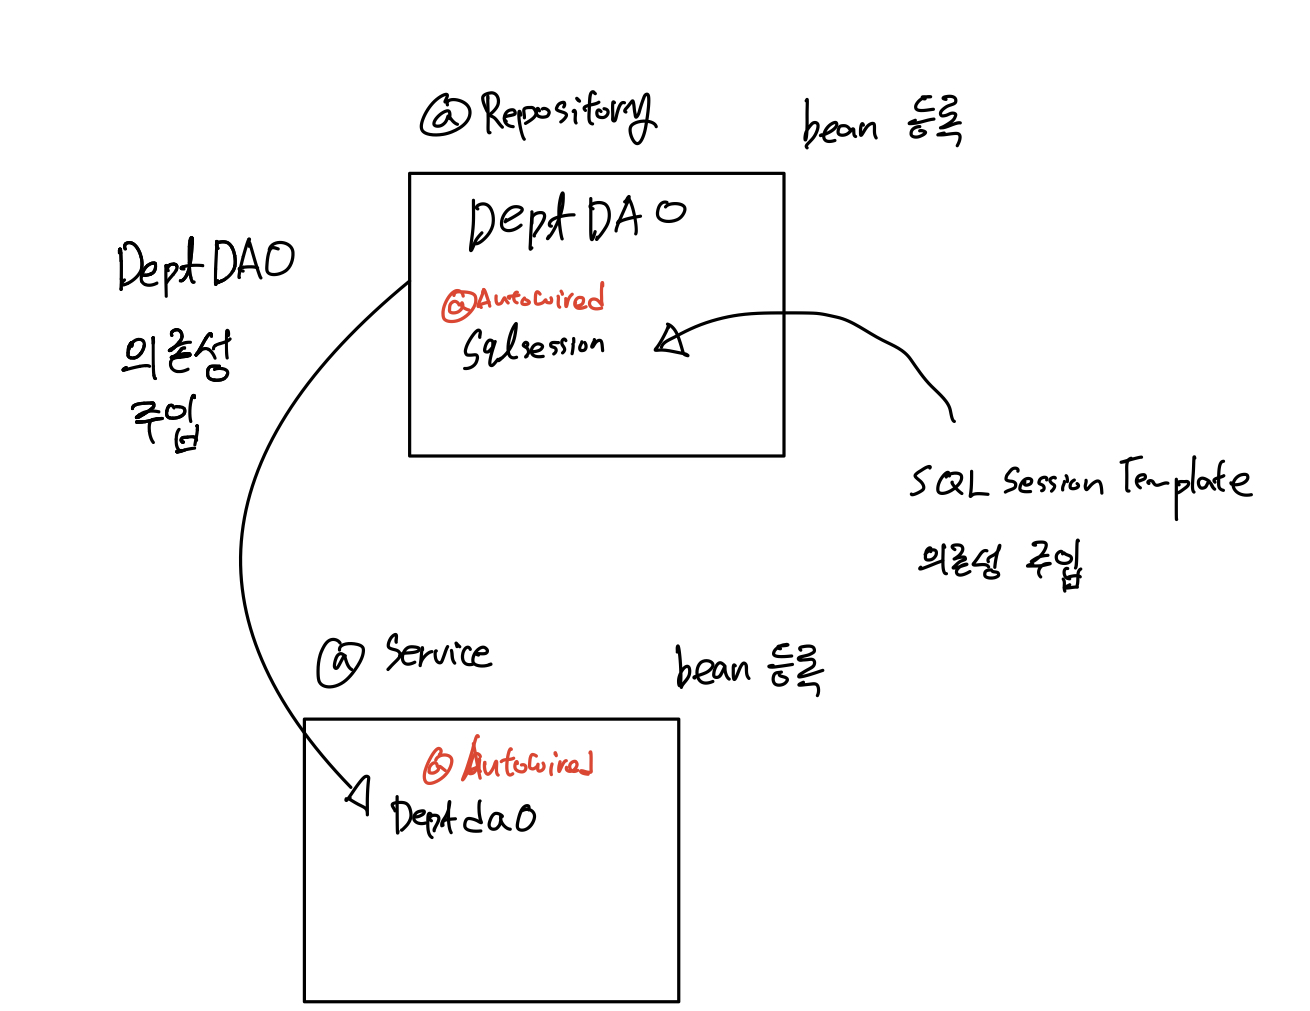 @Repository
bean 등록
DeptDAO
@Autowired
Sqlsession
DeptDAO
의존성
주입
SQL Session Template
의존성 주입
@ Service
bean 등록
@Autowired
Deptdao